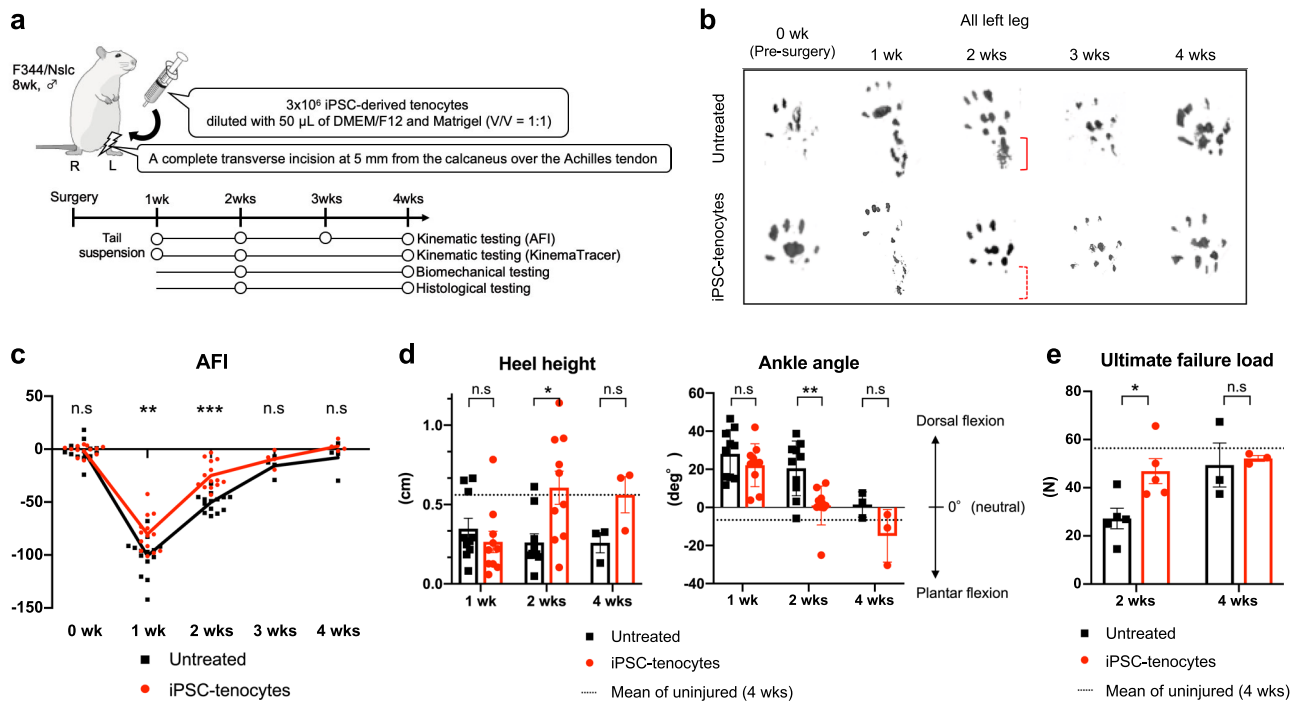 a
F344/Nslc
8wk, ♂
3x10⁶ iPSC-derived tenocytes
diluted with 50 µL of DMEM/F12 and Matrigel (V/V = 1:1)
A complete transverse incision at 5 mm from the calcaneus over the Achilles tendon
R L
Surgery 1wk 2wks 3wks 4wks
Tail
suspension
Kinematic testing (AFI)
Kinematic testing (KinemaTracer)
Biomechanical testing
Histological testing
b
All left leg
0 wk
(Pre-surgery)
1 wk 2 wks 3 wks 4 wks
Untreated
iPSC-tenocytes
c
AFI
50
0
-50
-100
-150
n.s ** *** n.s n.s
0 wk 1 wk 2 wks 3 wks 4 wks
Untreated
iPSC-tenocytes
d
Heel height
(cm)
1.0
0.5
0.0
n.s * n.s
1 wk 2 wks 4 wks
Ankle angle
(deg°)
60
40
20
0
-20
-40
n.s ** n.s
1 wk 2 wks 4 wks
Dorsal flexion
0° (neutral)
Plantar flexion
Untreated
iPSC-tenocytes
Mean of uninjured (4 wks)
e
Ultimate failure load
(N)
80
60
40
20
0
* n.s
2 wks 4 wks
Untreated
iPSC-tenocytes
Mean of uninjured (4 wks)